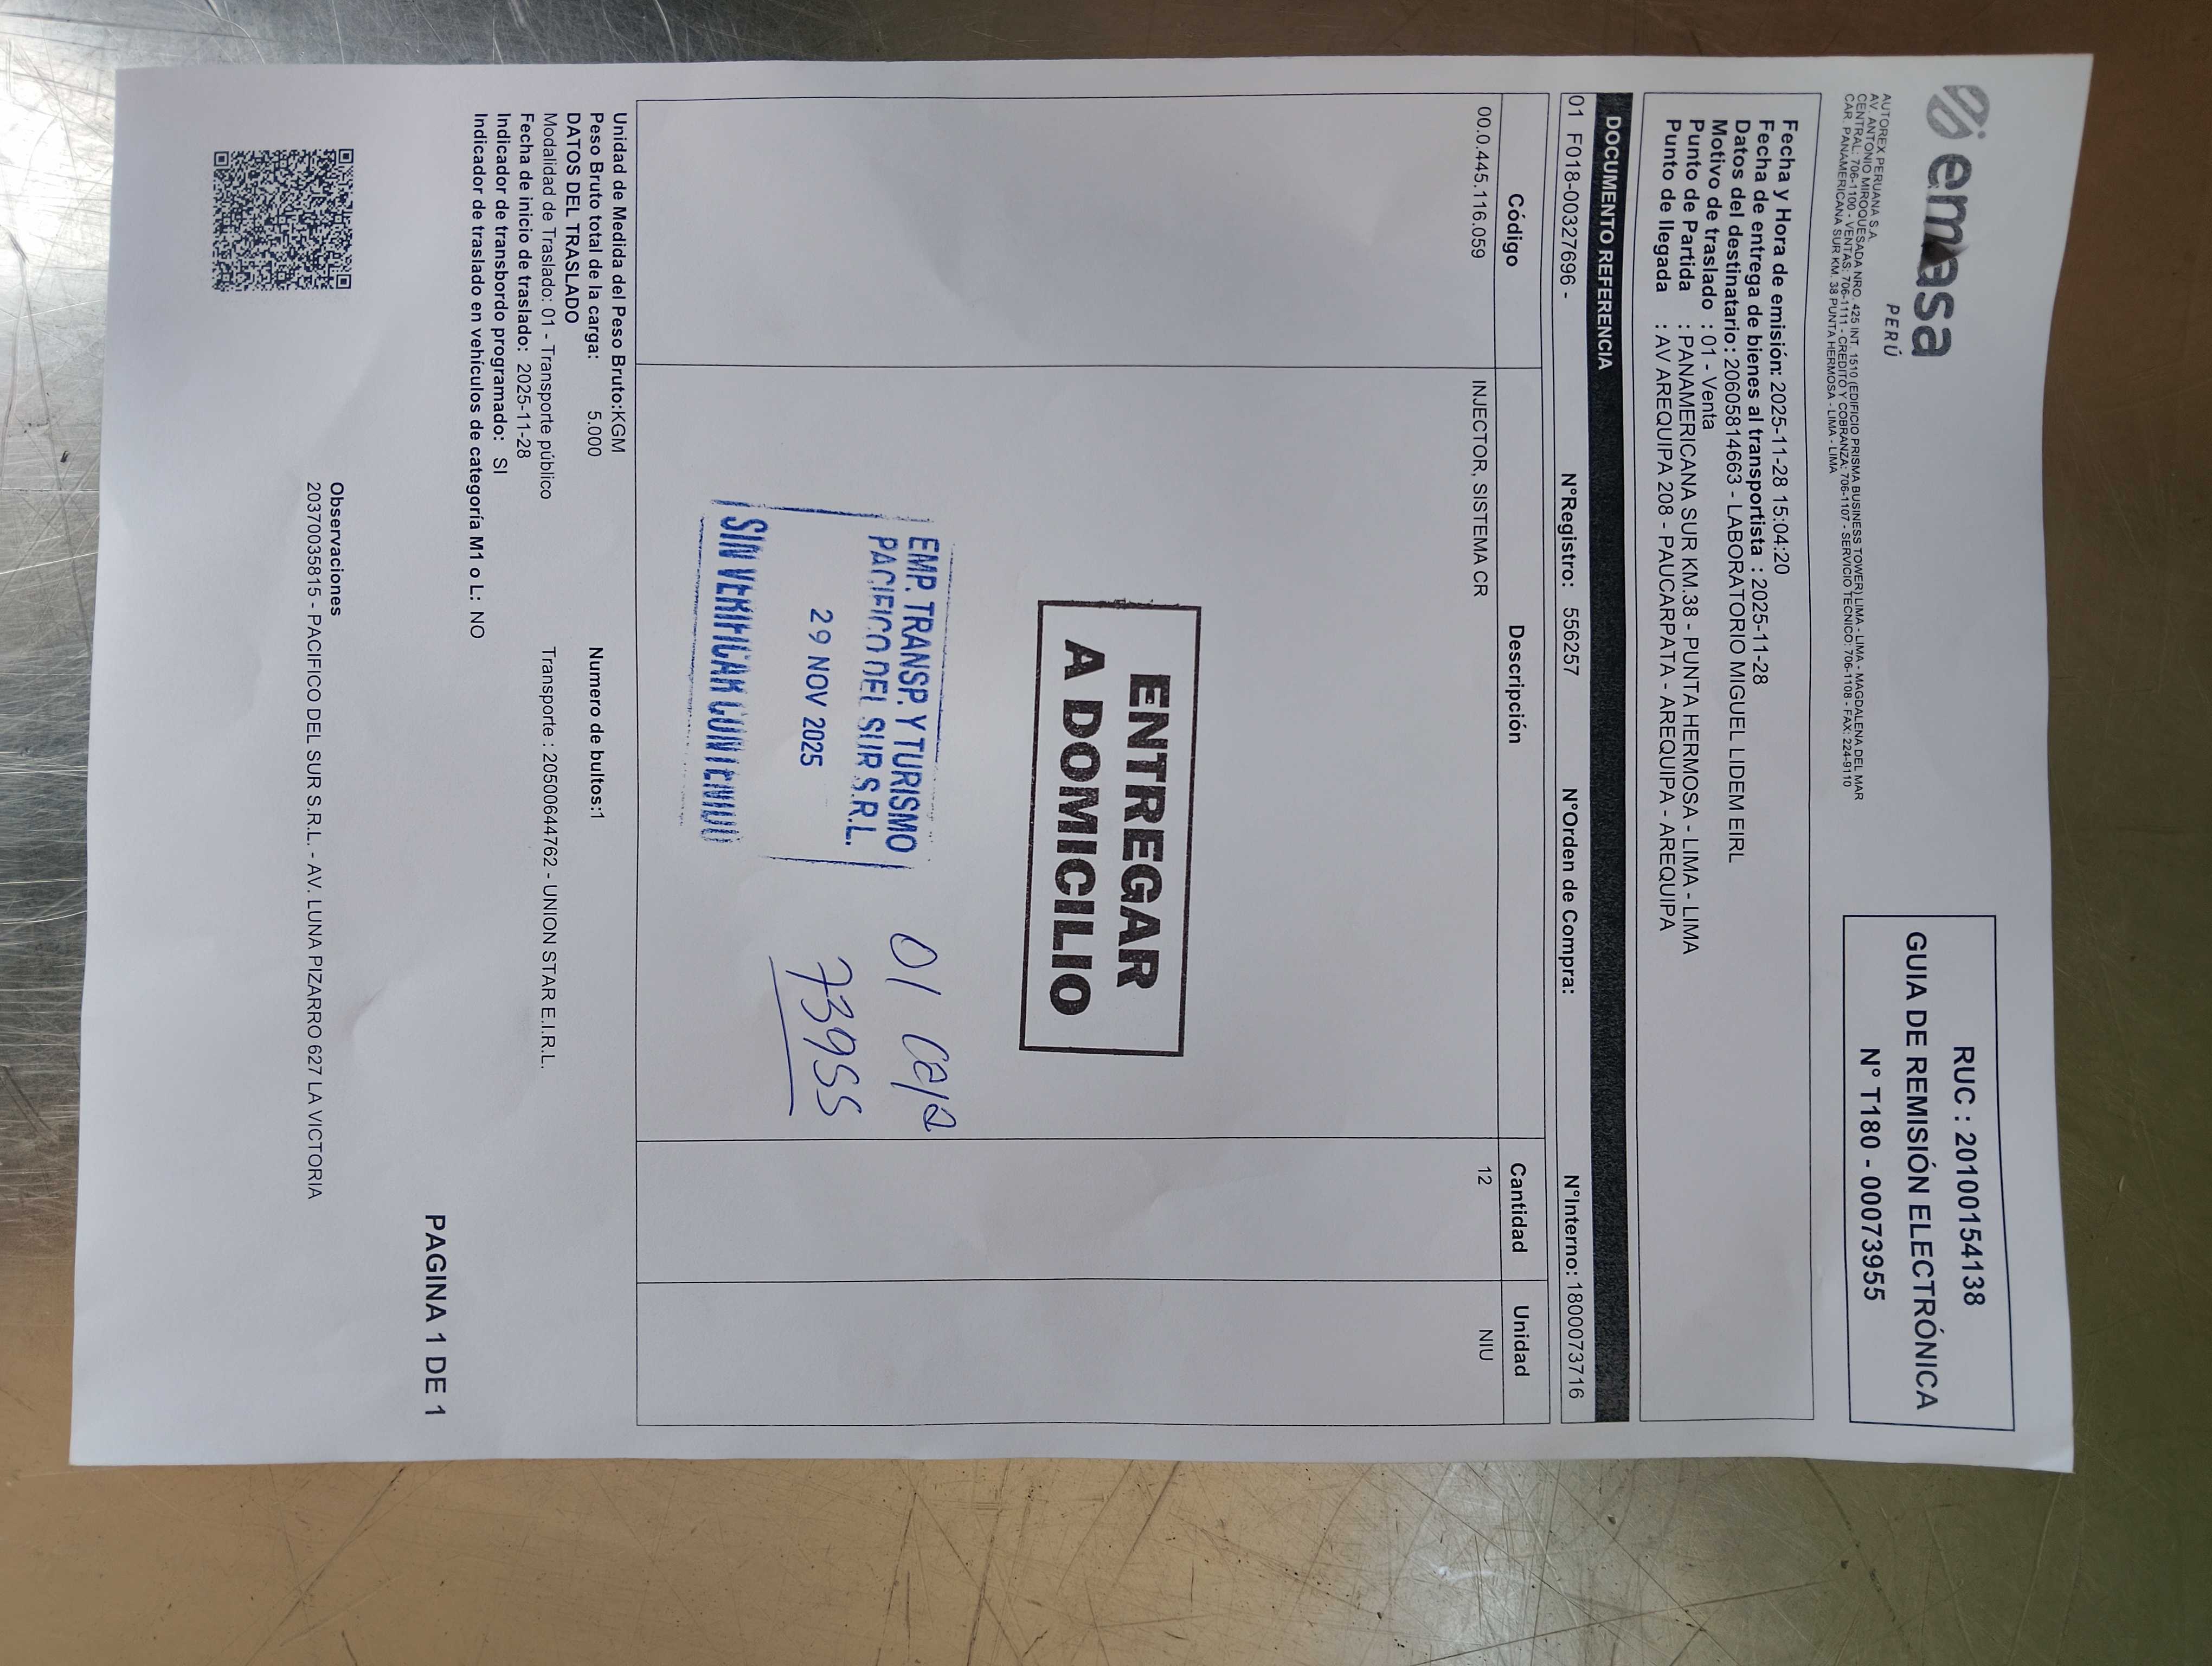 emasa
PERÚ
AUTOREX PERUANA S.A.
AV ANTONIO MIROQUESADA NRO. 425 INT. 1510 (EDIFICIO PRISMA BUSINESS TOWER) LIMA - LIMA - MAGDALENA DEL MAR
CENTRAL: 706-1100 - VENTAS: 706-111 - CREDITO Y COBRANZA: 706-1107 - SERVICIO TECNICO: 706-1108 - FAX: 224-9110
CAR. PANAMERICANA SUR KM. 38 PUNTA HERMOSA - LIMA - LIMA
RUC : 20100154138
GUIA DE REMISIÓN ELECTRÓNICA
N° T180 - 00073955
Fecha y Hora de emisión: 2025-11-28 15:04:20
Fecha de entrega de bienes al transportista : 2025-11-28
Datos del destinatario: 20605814663 - LABORATORIO MIGUEL LIDEM EIRL
Motivo de traslado : 01 - Venta
Punto de Partida : PANAMERICANA SUR KM.38 - PUNTA HERMOSA - LIMA - LIMA
Punto de llegada : AV AREQUIPA 208 - PAUCARPATA - AREQUIPA - AREQUIPA
DOCUMENTO REFERENCIA
01 F018-00327696 - N°Registro: 556257 N°Orden de Compra: N°Interno: 1800073716
Código Descripción Cantidad Unidad
00.0.445.116.059 INJECTOR, SISTEMA CR 12 NIU
ENTREGAR
A DOMICILIO
EMP. TRANSP. Y TURISMO
PACIFICO DEL SUR S.R.L.
29 NOV 2025
SIN VERIFICAR CONTENIDO
01 caja
73955
Unidad de Medida del Peso Bruto:KGM
Peso Bruto total de la carga: 5.000 Numero de bultos:1
DATOS DEL TRASLADO
Modalidad de Traslado: 01 - Transporte público Transporte : 20500644762 - UNION STAR E.I.R.L.
Fecha de inicio de traslado: 2025-11-28
Indicador de transbordo programado: SI
Indicador de traslado en vehículos de categoría M1 o L: NO
PAGINA 1 DE 1
Observaciones
20370035815 - PACIFICO DEL SUR S.R.L. - AV. LUNA PIZARRO 627 LA VICTORIA